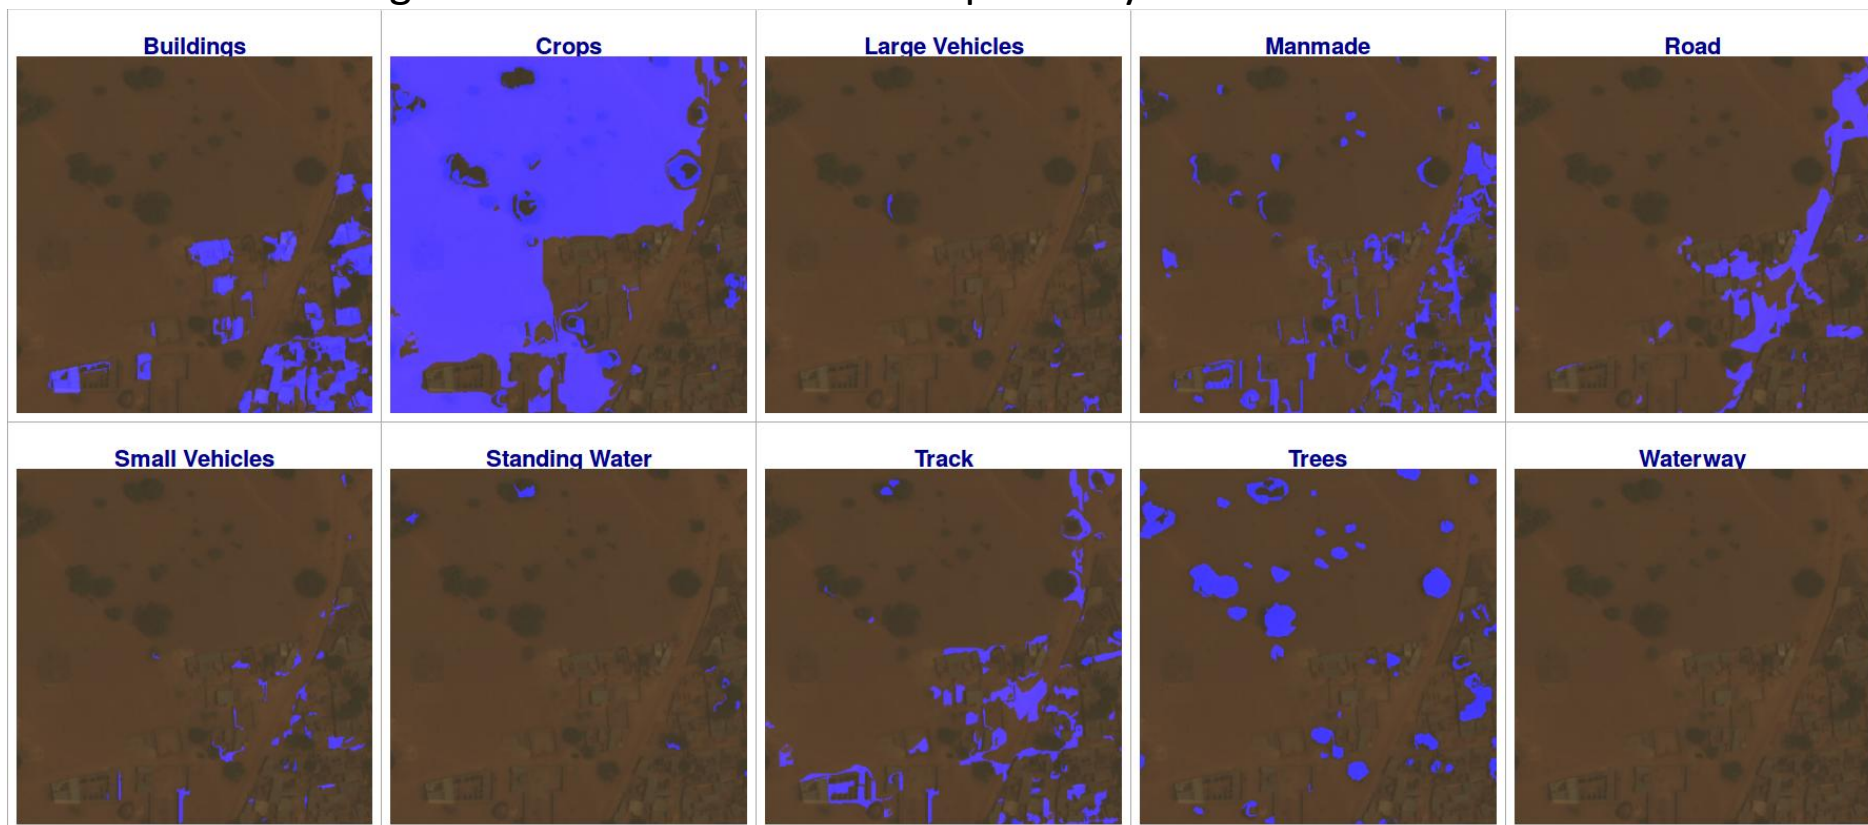 Buildings
Crops
Large Vehicles
Manmade
Road
Small Vehicles
Standing Water
Track
Trees
Waterway